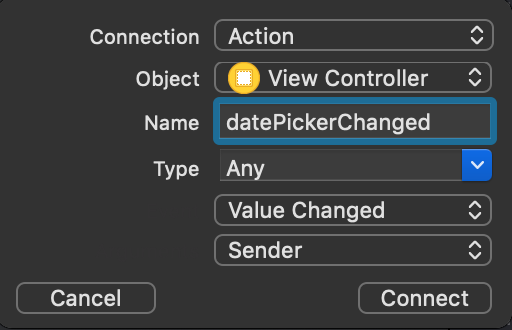 Connection Action
Object View Controller
Name datePickerChanged
Type Any
Value Changed
Sender
Cancel Connect